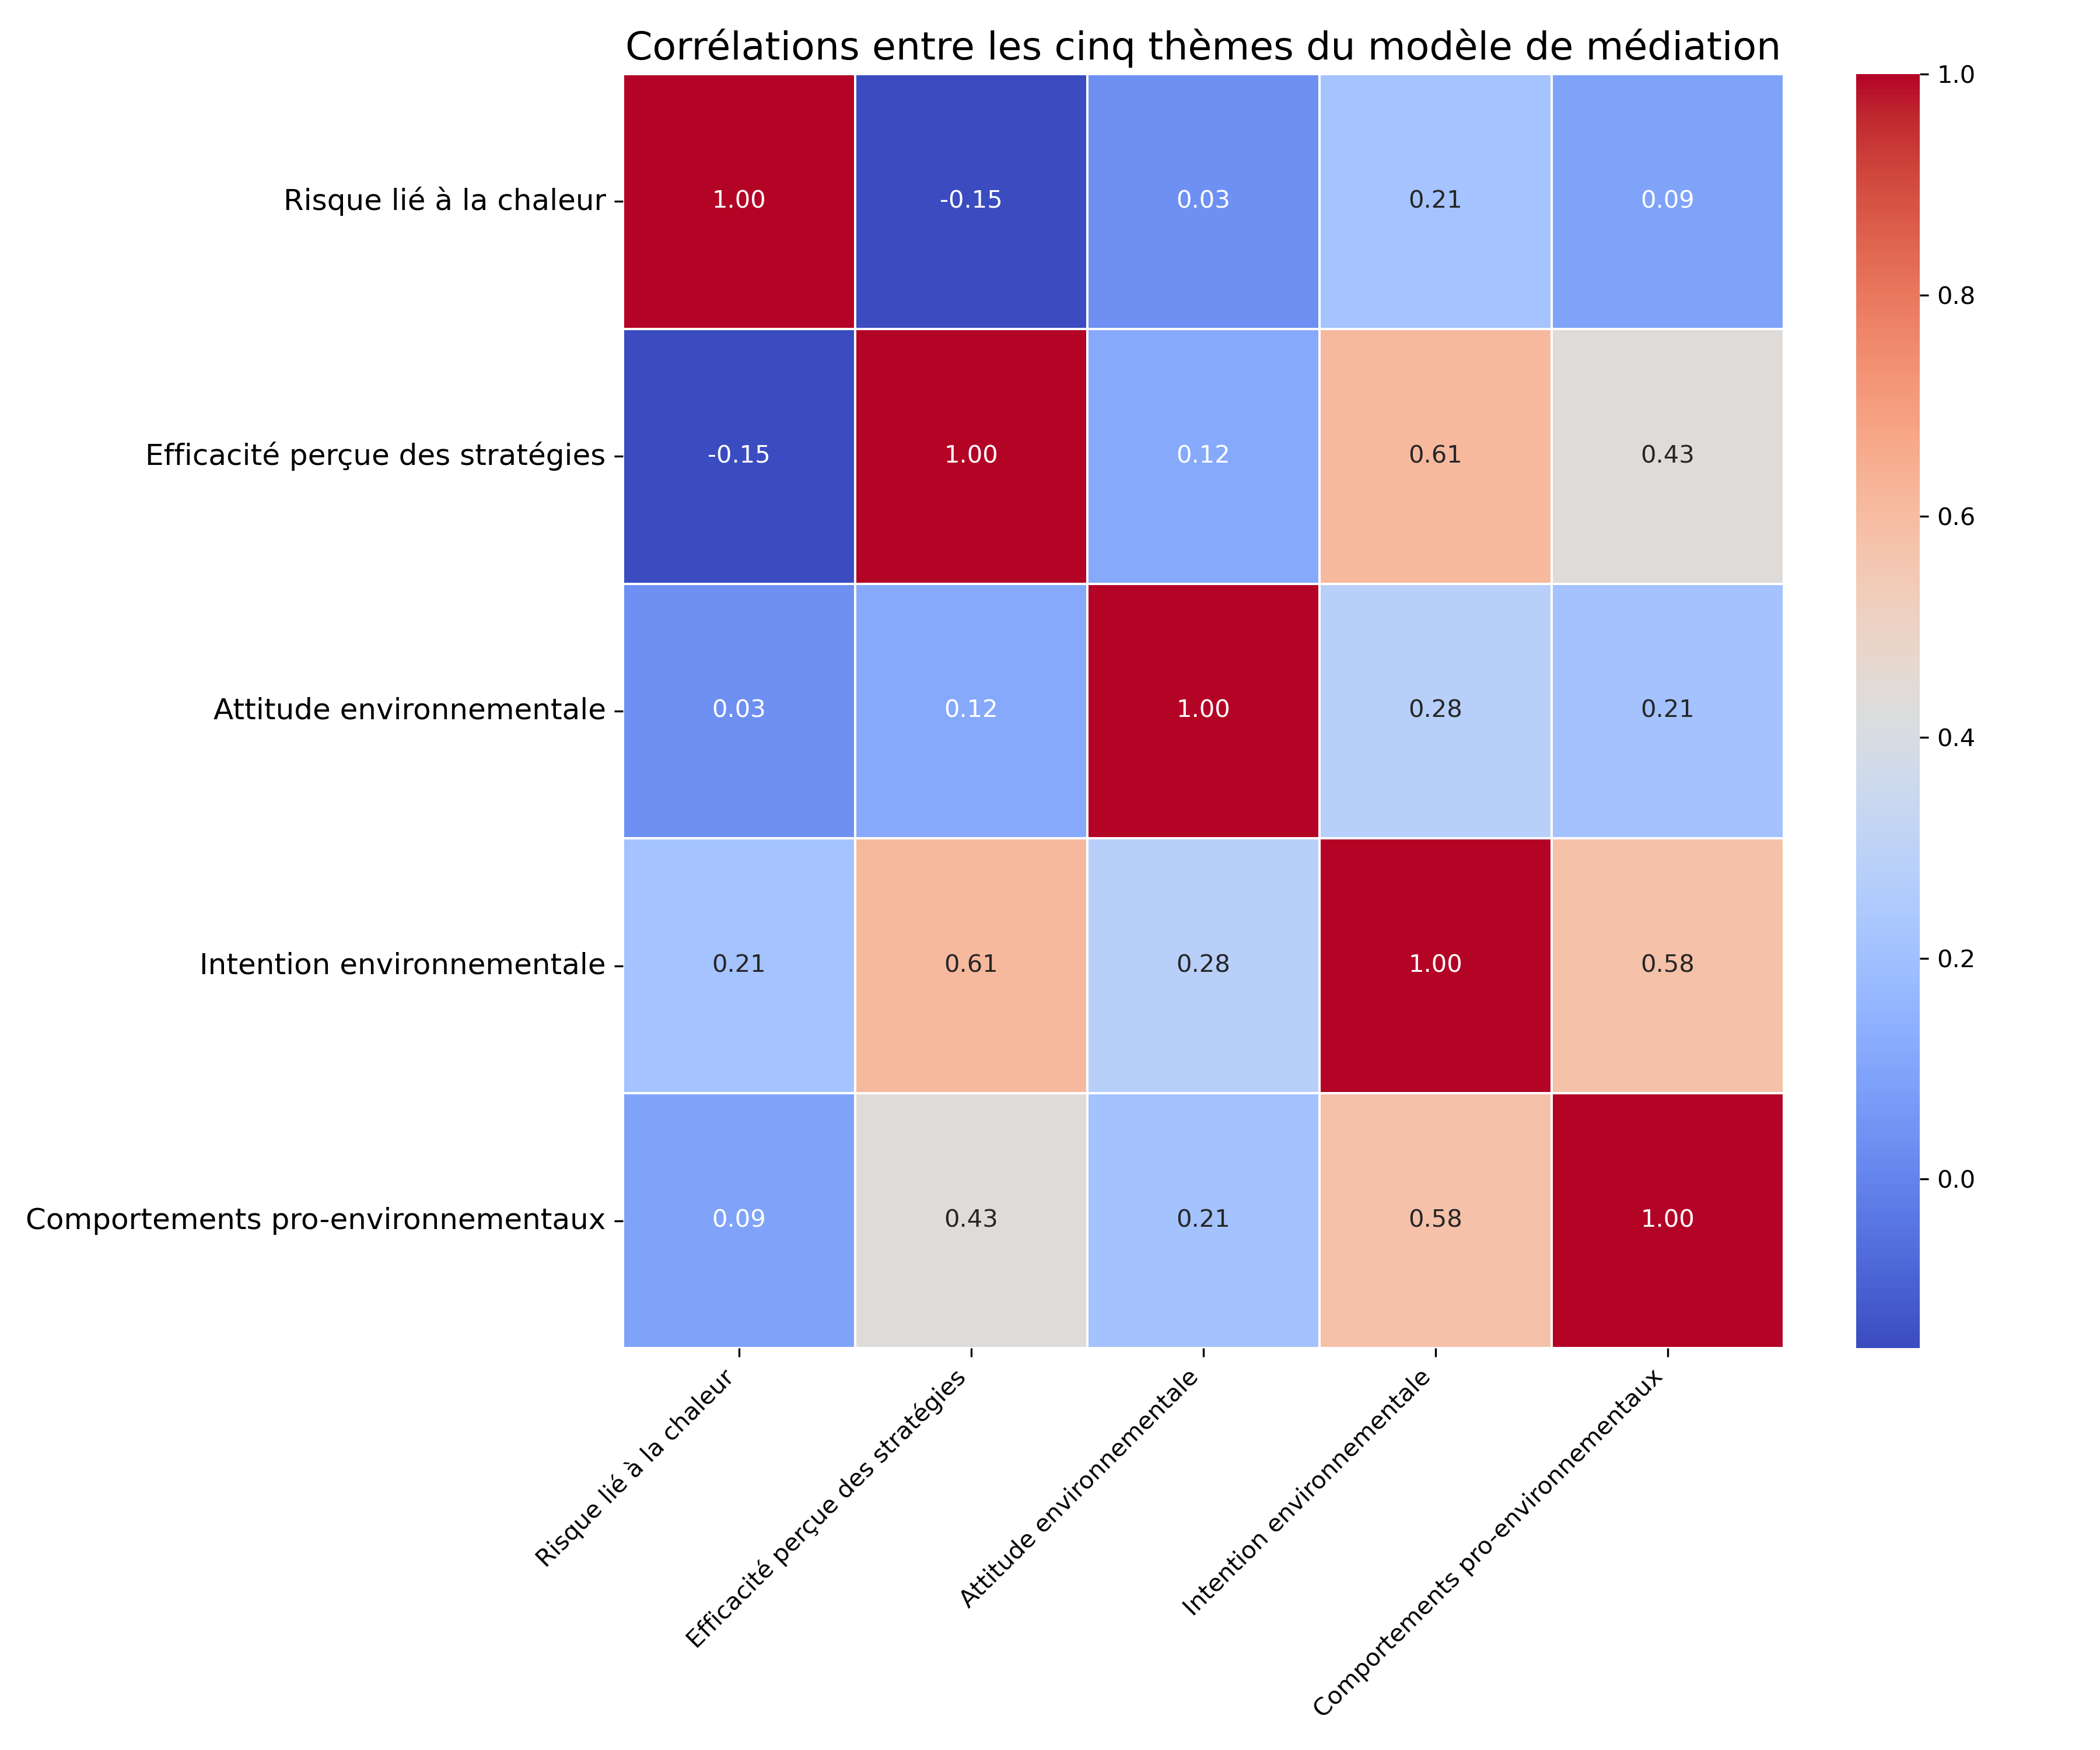 Corrélations entre les cinq thèmes du modèle de médiation
Risque lié à la chaleur
1.00 -0.15 0.03 0.21 0.09
Efficacité perçue des stratégies
-0.15 1.00 0.12 0.61 0.43
Attitude environnementale
0.03 0.12 1.00 0.28 0.21
Intention environnementale
0.21 0.61 0.28 1.00 0.58
Comportements pro-environnementaux
0.09 0.43 0.21 0.58 1.00
Risque lié à la chaleur
Efficacité perçue des stratégies
Attitude environnementale
Intention environnementale
Comportements pro-environnementaux
1.0
0.8
0.6
0.4
0.2
0.0